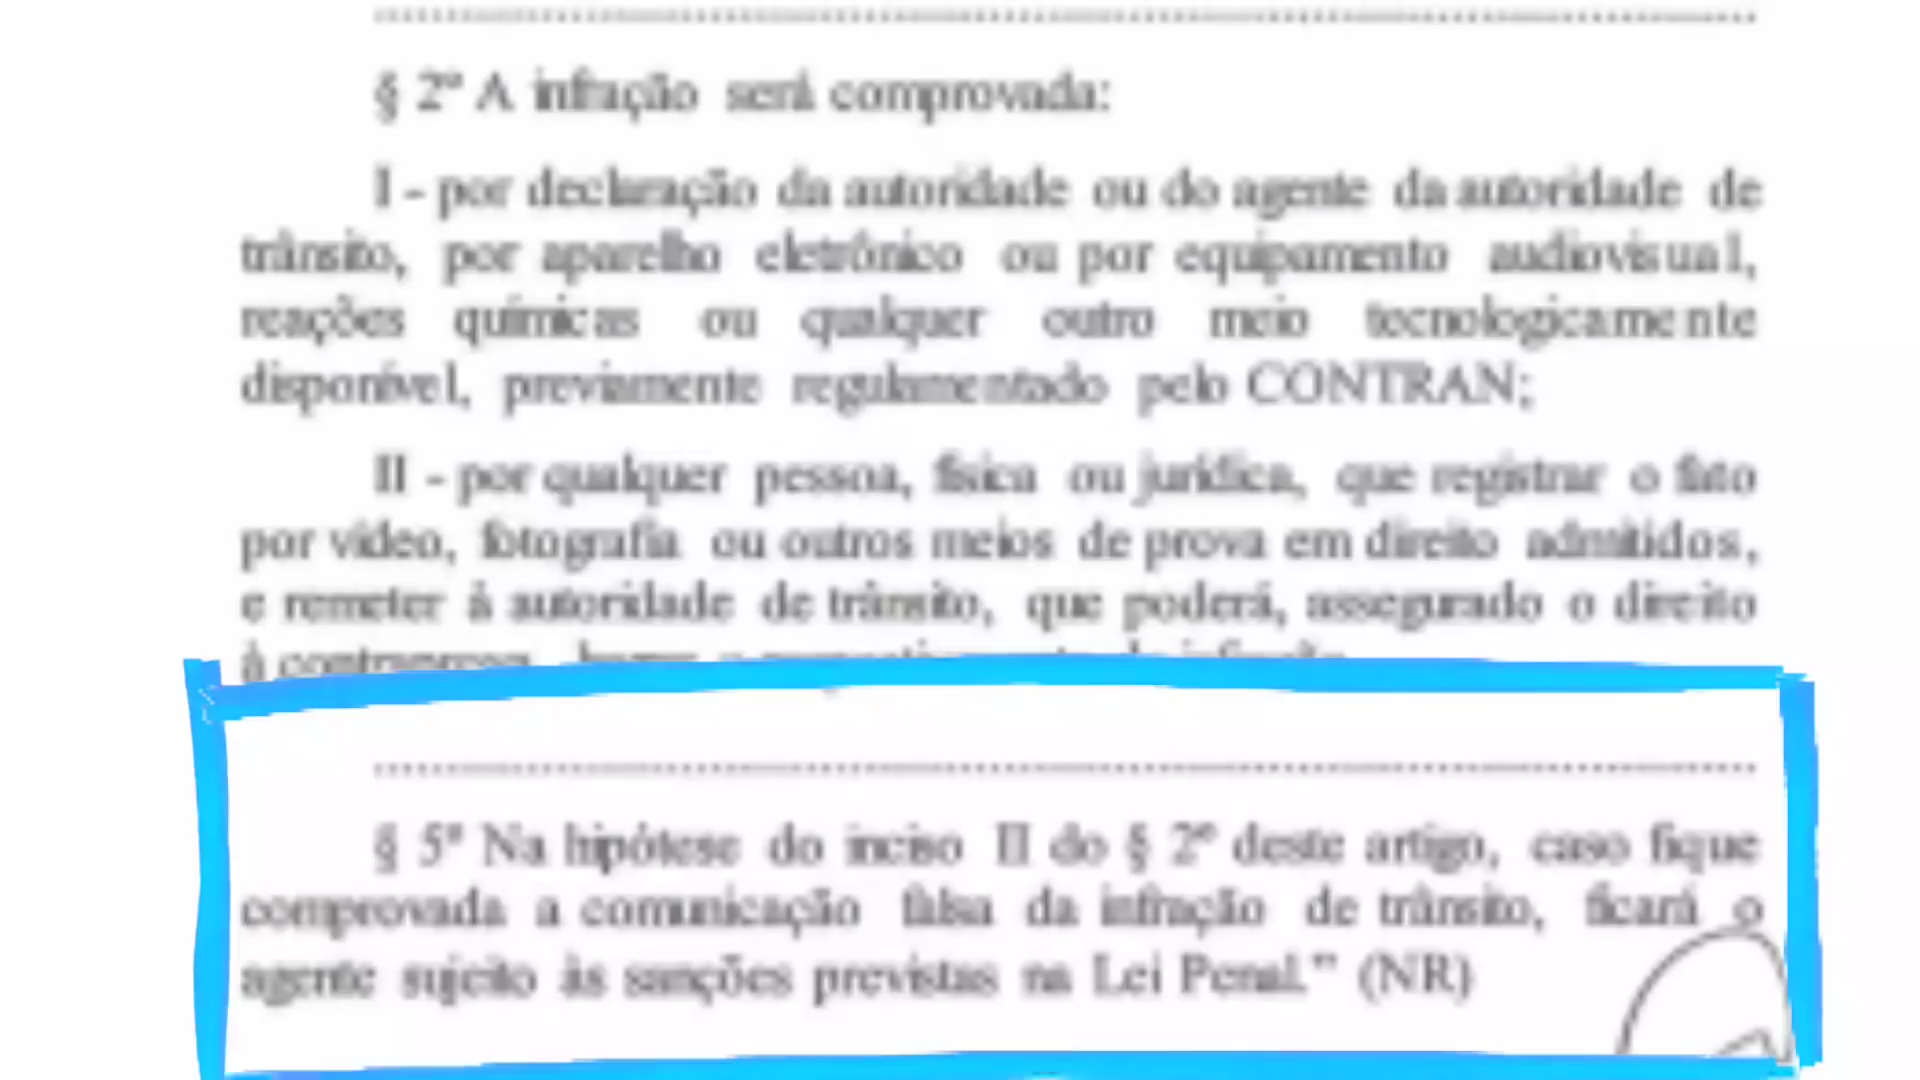 § 2º A infração será comprovada:
I - por declaração da autoridade ou do agente da autoridade de
trânsito, por aparelho eletrônico ou por equipamento audiovisual,
reações químicas ou qualquer outro meio tecnologicamente
disponível, previamente regulamentado pelo CONTRAN;
II - por qualquer pessoa, física ou jurídica, que registrar o fato
por vídeo, fotografia ou outros meios de prova em direito admitidos,
e remeter à autoridade de trânsito, que poderá, assegurado o direito
à
§ 5º Na hipótese do inciso II do § 2º deste artigo, caso fique
comprovada a comunicação falsa da infração de trânsito, ficará o
agente sujeito às sanções previstas na Lei Penal.” (NR)